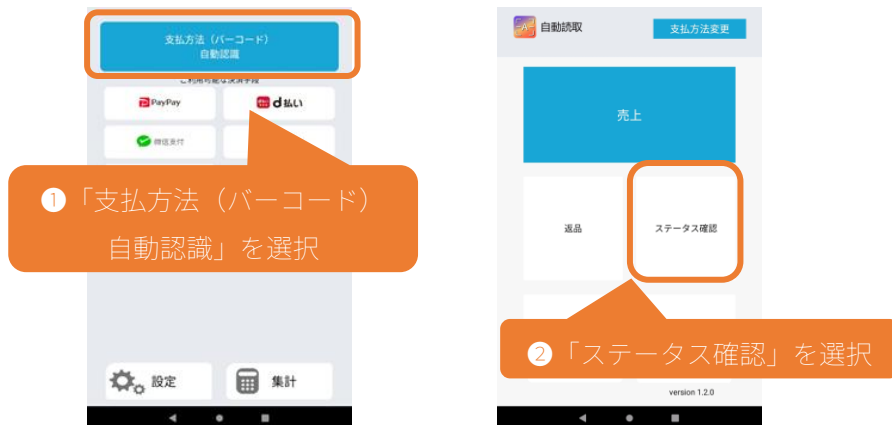 支払方法（バーコード）
自動認識
ご利用可能な決済手段
PayPay
d払い
微信支付
❶「支払方法（バーコード）
自動認識」を選択
設定
集計
自動読取
支払方法変更
売上
返品
ステータス確認
❷「ステータス確認」を選択
version 1.2.0